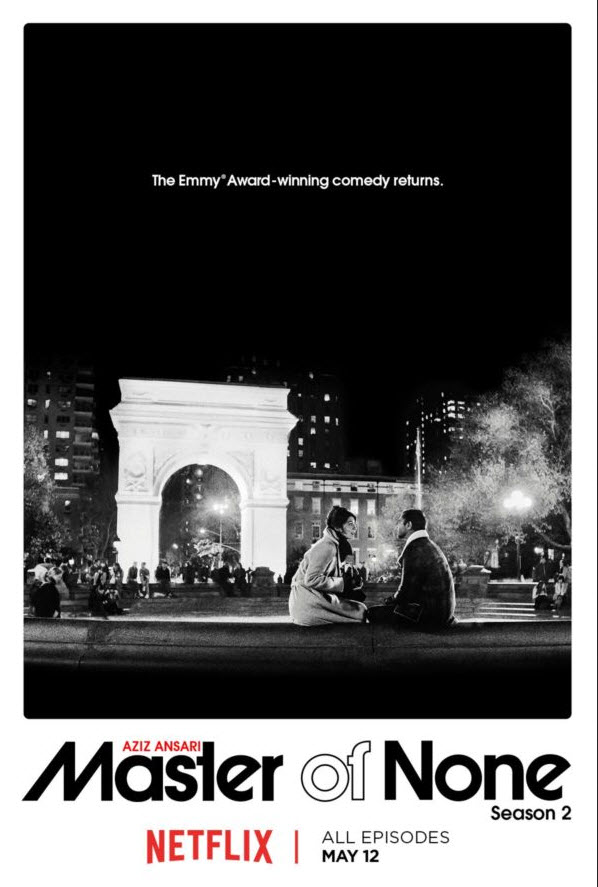 The Emmy® Award-winning comedy returns.
AZIZ ANSARI
Master of None
Season 2
NETFLIX | ALL EPISODES
MAY 12